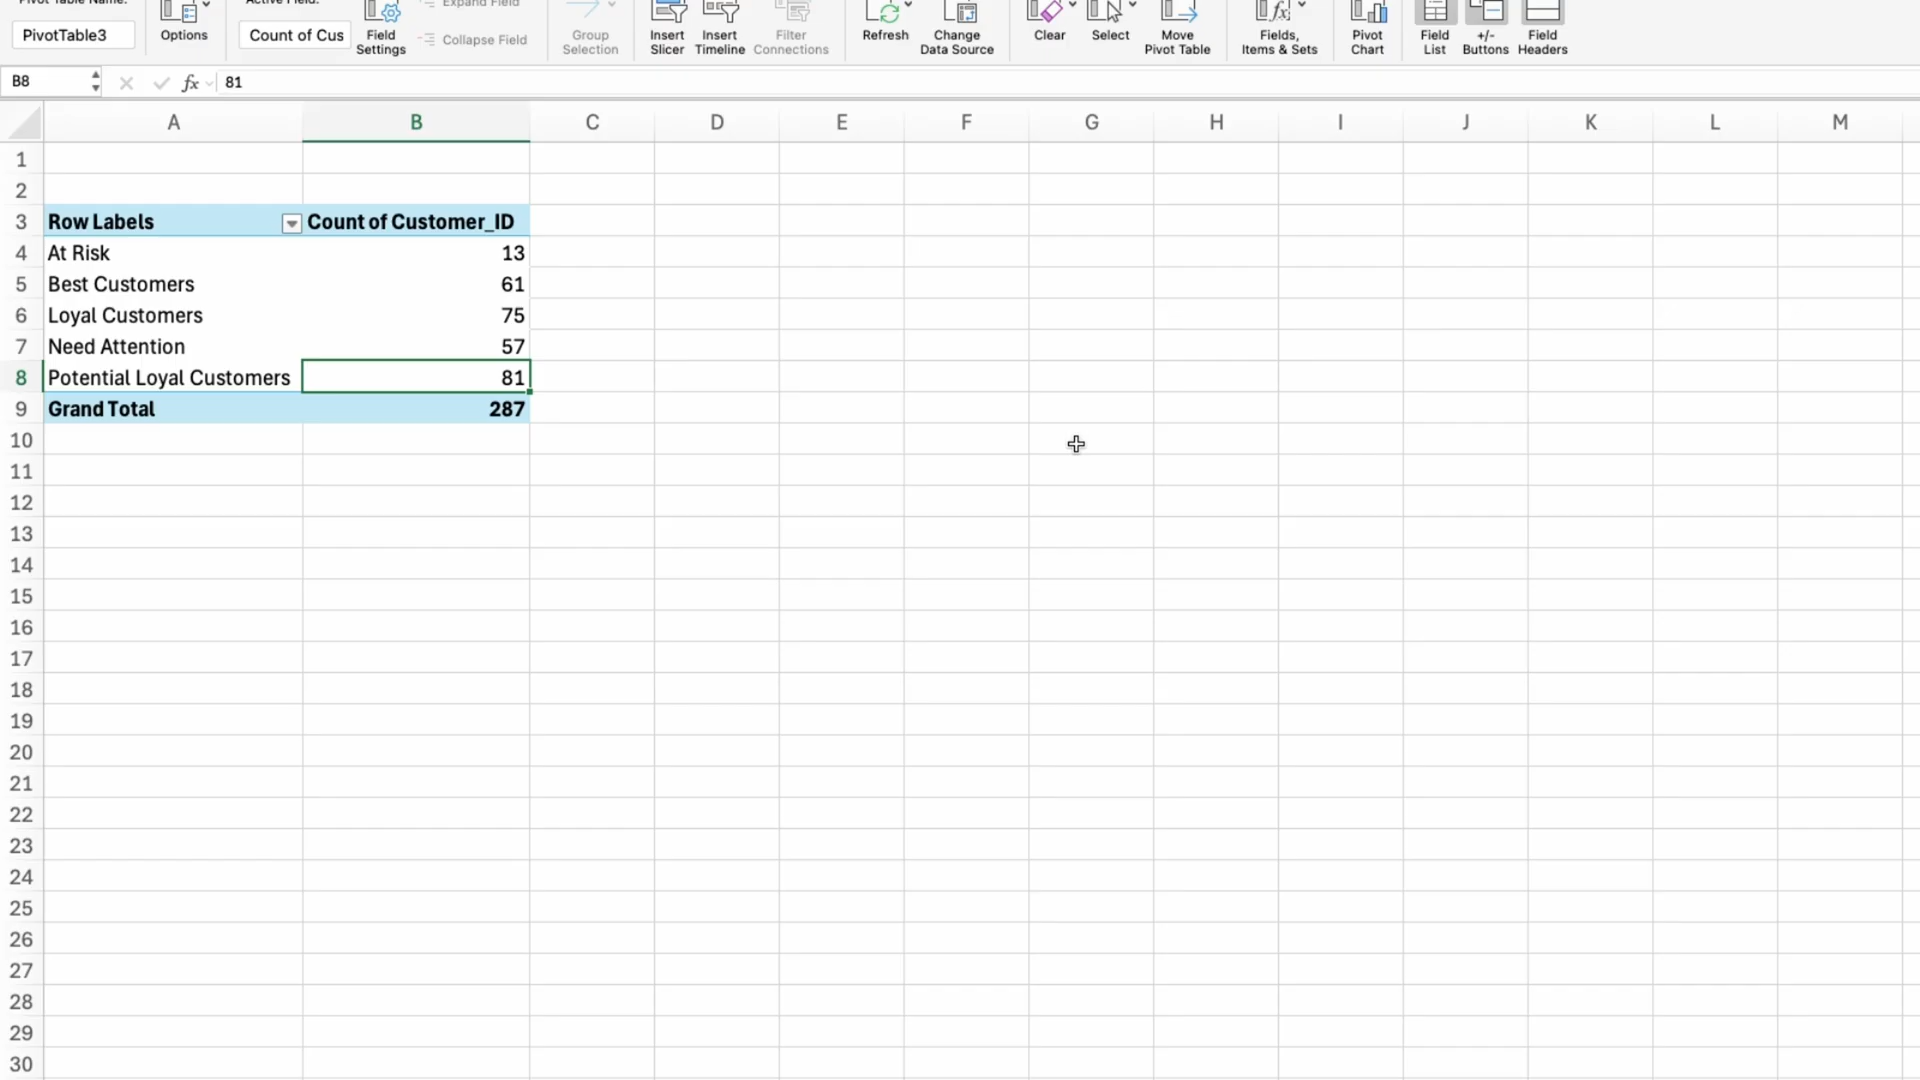 Pivot Table Name: Active Field: Expand Field
PivotTable3 Options Count of Cus Field Settings Collapse Field Group Selection Insert Slicer Insert Timeline Filter Connections Refresh Change Data Source Clear Select Move Pivot Table Fields, Items & Sets Pivot Chart Field List +/- Buttons Field Headers
B8 fx 81
A B C D E F G H I J K L M
1
2
3 Row Labels Count of Customer_ID
4 At Risk 13
5 Best Customers 61
6 Loyal Customers 75
7 Need Attention 57
8 Potential Loyal Customers 81
9 Grand Total 287
10
11
12
13
14
15
16
17
18
19
20
21
22
23
24
25
26
27
28
29
30